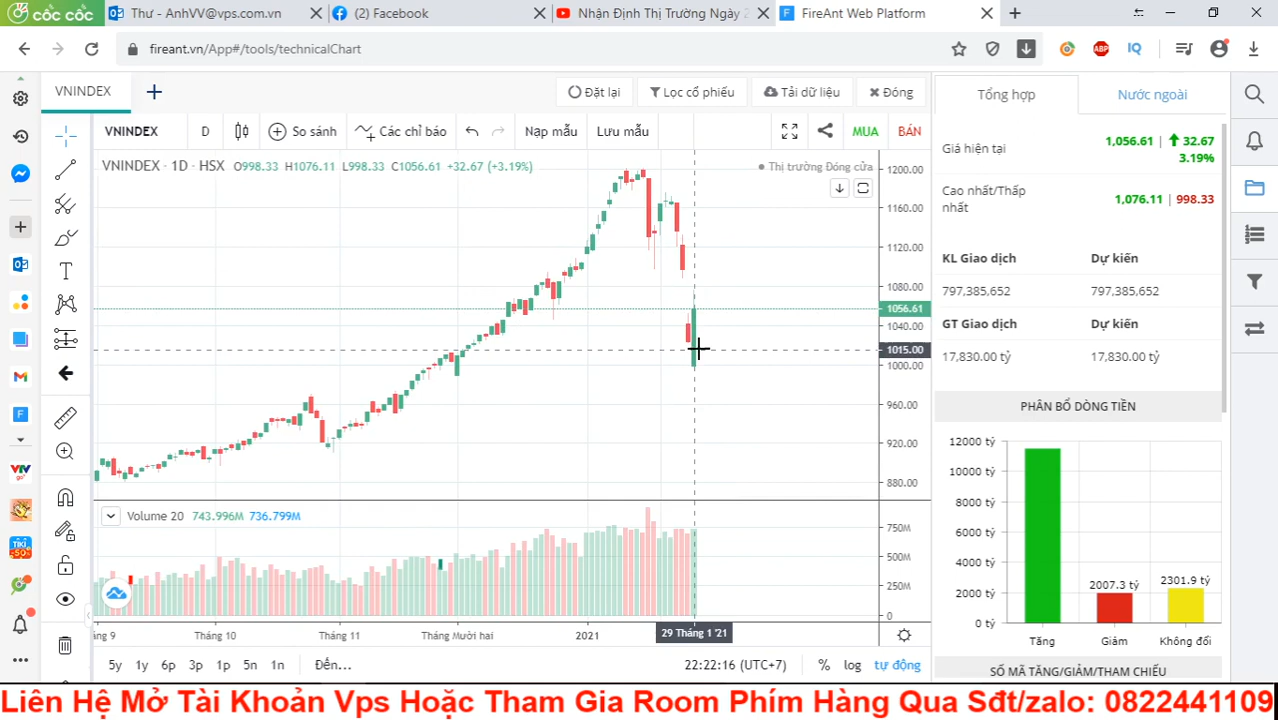 cốc cốc
Thư - AnhVV@vps.com.vn
(2) Facebook
Nhận Định Thị Trường Ngày 2
FireAnt Web Platform
fireant.vn/App#/tools/technicalChart
ABP
IQ
VNINDEX
Đặt lại
Lọc cổ phiếu
Tải dữ liệu
Đóng
VNINDEX
D
So sánh
Các chỉ báo
Nạp mẫu
Lưu mẫu
MUA
BÁN
VNINDEX · 1D · HSX O998.33 H1076.11 L998.33 C1056.61 +32.67 (+3.19%)
Thị trường Đóng cửa
1200.00
1160.00
1120.00
1080.00
1056.61
1040.00
1015.00
1000.00
960.00
920.00
880.00
Volume 20 743.996M 736.799M
750M
500M
250M
0
áng 9
Tháng 10
Tháng 11
Tháng Mười hai
2021
29 Tháng 1 '21
5y 1y 6p 3p 1p 5n 1n Đến...
22:22:16 (UTC+7)
% log tự động
Tổng hợp
Nước ngoài
Giá hiện tại
1,056.61 | 32.67
3.19%
Cao nhất/Thấp
nhất
1,076.11 | 998.33
KL Giao dịch Dự kiến
797,385,652 797,385,652
GT Giao dịch Dự kiến
17,830.00 tỷ 17,830.00 tỷ
PHÂN BỔ DÒNG TIỀN
12000 tỷ
10000 tỷ
8000 tỷ
6000 tỷ
4000 tỷ
2000 tỷ
0 tỷ
2007.3 tỷ
2301.9 tỷ
Tăng
Giảm
Không đổi
SỐ MÃ TĂNG/GIẢM/THAM CHIẾU
VTV
go
TIKI
-50%
Liên Hệ Mở Tài Khoản Vps Hoặc Tham Gia Room Phím Hàng Qua Sđt/zalo: 0822441109